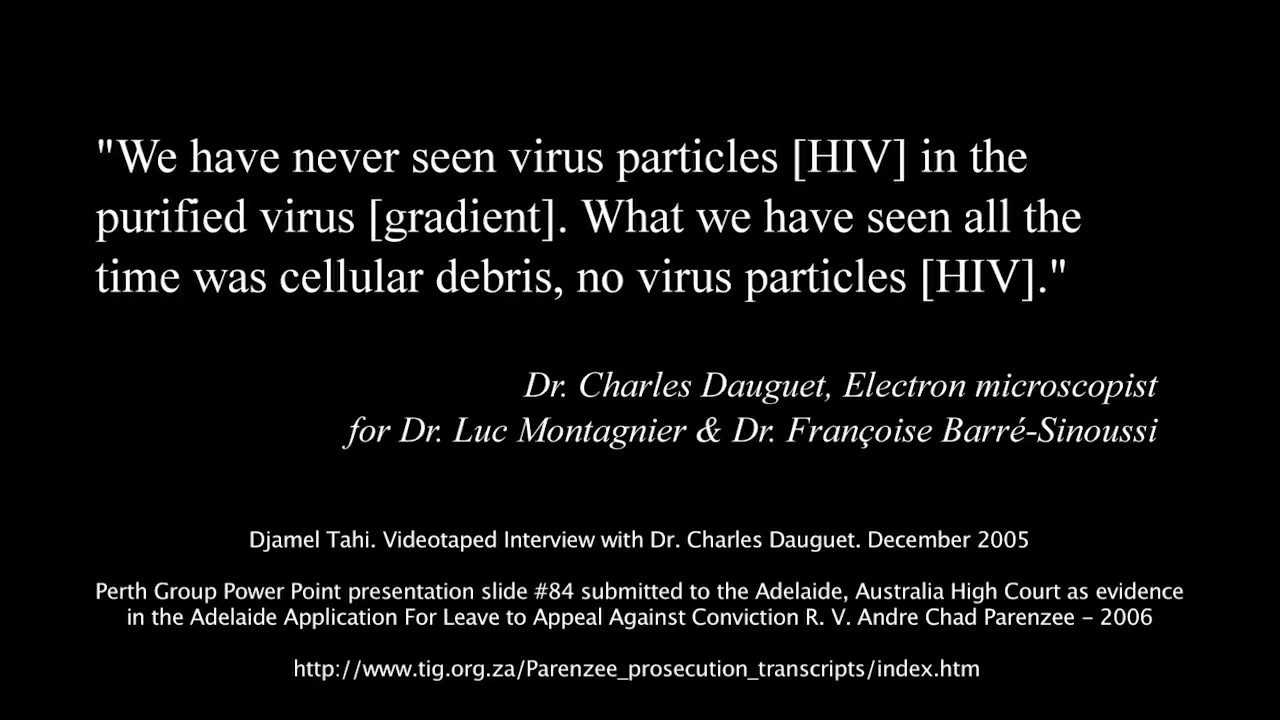 "We have never seen virus particles [HIV] in the
purified virus [gradient]. What we have seen all the
time was cellular debris, no virus particles [HIV]."
Dr. Charles Dauguet, Electron microscopist
for Dr. Luc Montagnier & Dr. Françoise Barré-Sinoussi
Djamel Tahi. Videotaped Interview with Dr. Charles Dauguet. December 2005
Perth Group Power Point presentation slide #84 submitted to the Adelaide, Australia High Court as evidence
in the Adelaide Application For Leave to Appeal Against Conviction R. V. Andre Chad Parenzee – 2006
http://www.tig.org.za/Parenzee_prosecution_transcripts/index.htm